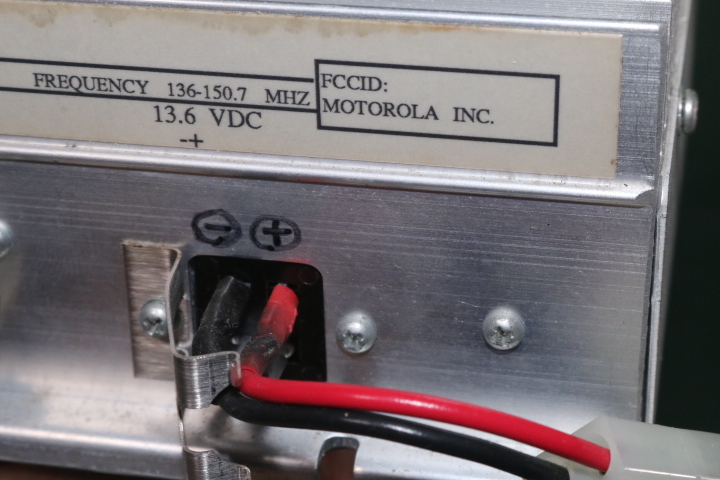 FREQUENCY 136-150.7 MHZ
13.6 VDC
-+
FCCID:
MOTOROLA INC.
- +